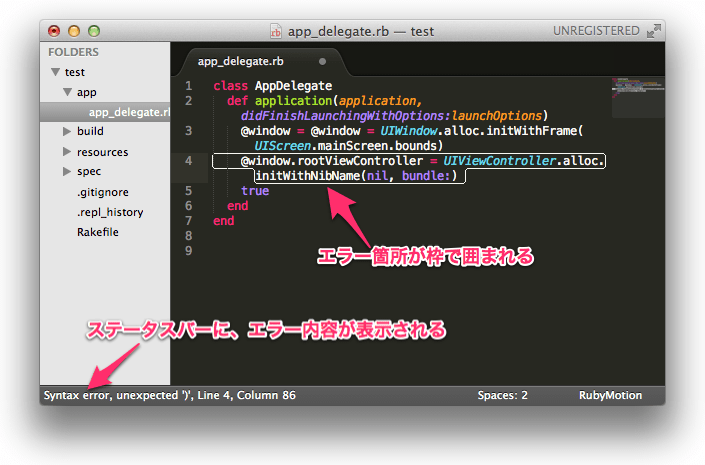 app_delegate.rb — test
UNREGISTERED
FOLDERS
test
app
app_delegate.rb
build
resources
spec
.gitignore
.repl_history
Rakefile
app_delegate.rb
1 class AppDelegate
2 def application(application,
didFinishLaunchingWithOptions:launchOptions)
3 @window = @window = UIWindow.alloc.initWithFrame(
UIScreen.mainScreen.bounds)
4 @window.rootViewController = UIViewController.alloc.
initWithNibName(nil, bundle:)
5 true
6 end
7 end
8
9
エラー箇所が枠で囲まれる
ステータスバーに、エラー内容が表示される
Syntax error, unexpected ')', Line 4, Column 86
Spaces: 2
RubyMotion